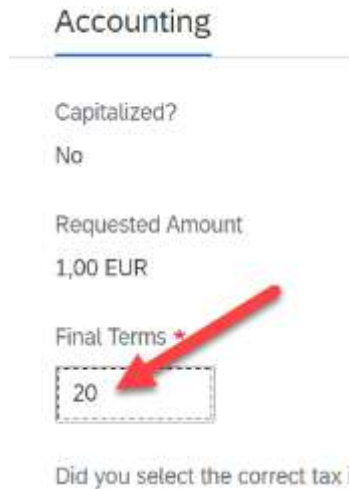 Accounting
Capitalized?
No
Requested Amount
1,00 EUR
Final Terms *
20
Did you select the correct tax